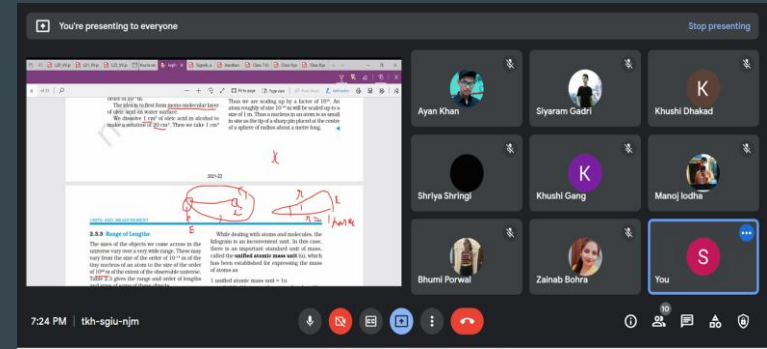 You're presenting to everyone
Stop presenting
The idea is to first form mono-molecular layer
of oleic acid on water surface.
We dissolve 1 cm³ of oleic acid in alcohol to
make a solution of 20 cm³. Then we take 1 cm³
Thus we are scaling up by a factor of 10¹⁰. An
atom roughly of size 10⁻¹⁰ m will be scaled up to a
size of 1 m. Thus a nucleus in an atom is as small
in size as the tip of a sharp pin placed at the centre
of a sphere of radius about a metre long.
2021-22
UNITS AND MEASUREMENT
2.3.3 Range of Lengths
The sizes of the objects we come across in the
universe vary over a very wide range. These may
vary from the size of the order of 10⁻¹⁴ m of the
tiny nucleus of an atom to the size of the order
of 10²⁶ m of the extent of the observable universe.
Table 2.3 gives the range and order of lengths
and sizes of some of these objects.
While dealing with atoms and molecules, the
kilogram is an inconvenient unit. In this case,
there is an important standard unit of mass,
called the unified atomic mass unit (u), which
has been established for expressing the mass
of atoms as
1 unified atomic mass unit = 1u
E
Ayan Khan
Siyaram Gadri
K
Khushi Dhakad
Shriya Shringi
K
Khushi Gang
Manoj lodha
Bhumi Porwal
Zainab Bohra
S
You
7:24 PM | tkh-sgiu-njm
10